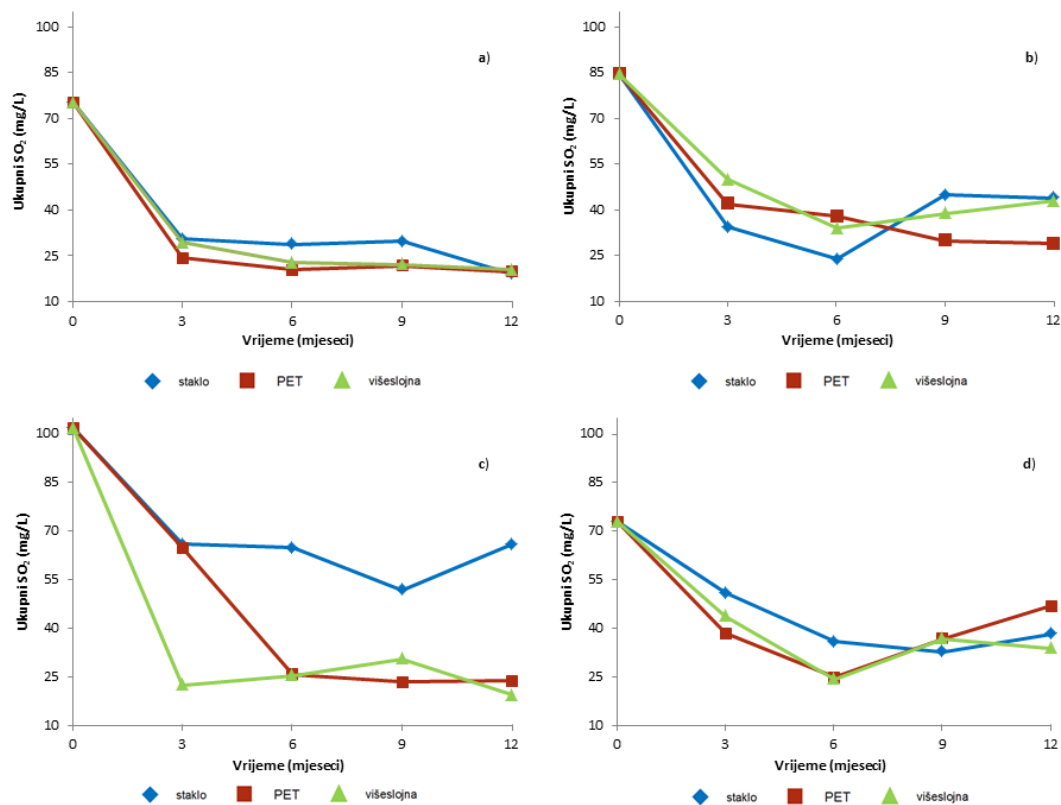 a)
Ukupni SO₂ (mg/L)
100
85
70
55
40
25
10
0 3 6 9 12
Vrijeme (mjeseci)
staklo PET višeslojna
b)
Ukupni SO₂ (mg/L)
100
85
70
55
40
25
10
0 3 6 9 12
Vrijeme (mjeseci)
staklo PET višeslojna
c)
Ukupni SO₂ (mg/L)
100
85
70
55
40
25
10
0 3 6 9 12
Vrijeme (mjeseci)
staklo PET višeslojna
d)
Ukupni SO₂ (mg/L)
100
85
70
55
40
25
10
0 3 6 9 12
Vrijeme (mjeseci)
staklo PET višeslojna